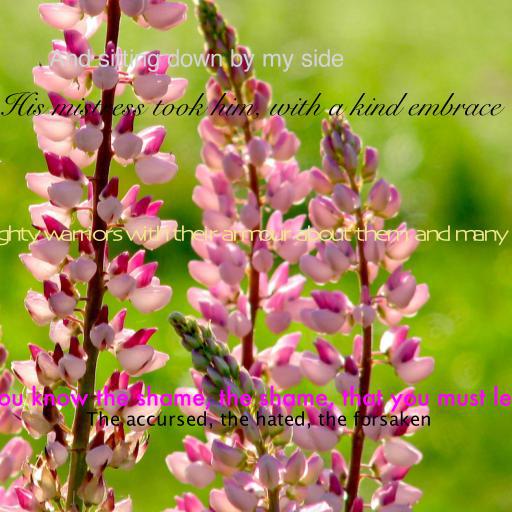 And sitting down by my side
His mistress took him, with a kind embrace
ghty warriors with their armour about them and many
ou know the shame, the shame, that you must le
The accursed, the hated, the forsaken